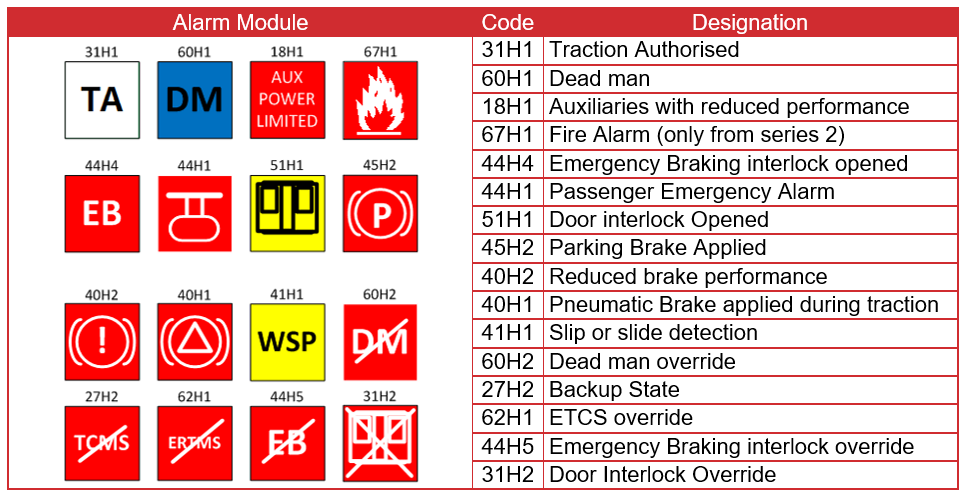 Alarm Module Code Designation
31H1 60H1 18H1 67H1
TA DM AUX POWER LIMITED
44H4 44H1 51H1 45H2
EB P
40H2 40H1 41H1 60H2
! WSP DM
27H2 62H1 44H5 31H2
TCMS ERTMS EB
31H1 Traction Authorised
60H1 Dead man
18H1 Auxiliaries with reduced performance
67H1 Fire Alarm (only from series 2)
44H4 Emergency Braking interlock opened
44H1 Passenger Emergency Alarm
51H1 Door interlock Opened
45H2 Parking Brake Applied
40H2 Reduced brake performance
40H1 Pneumatic Brake applied during traction
41H1 Slip or slide detection
60H2 Dead man override
27H2 Backup State
62H1 ETCS override
44H5 Emergency Braking interlock override
31H2 Door Interlock Override